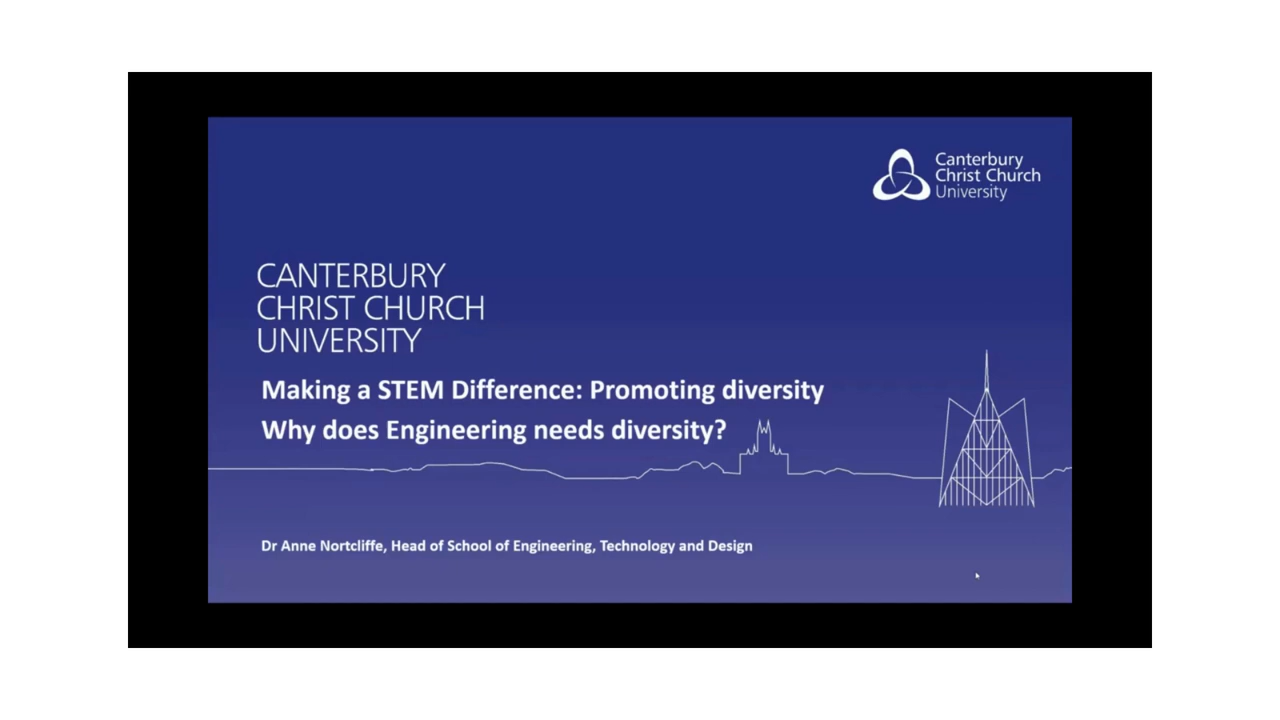 Canterbury
Christ Church
University
CANTERBURY
CHRIST CHURCH
UNIVERSITY
Making a STEM Difference: Promoting diversity
Why does Engineering needs diversity?
Dr Anne Nortcliffe, Head of School of Engineering, Technology and Design